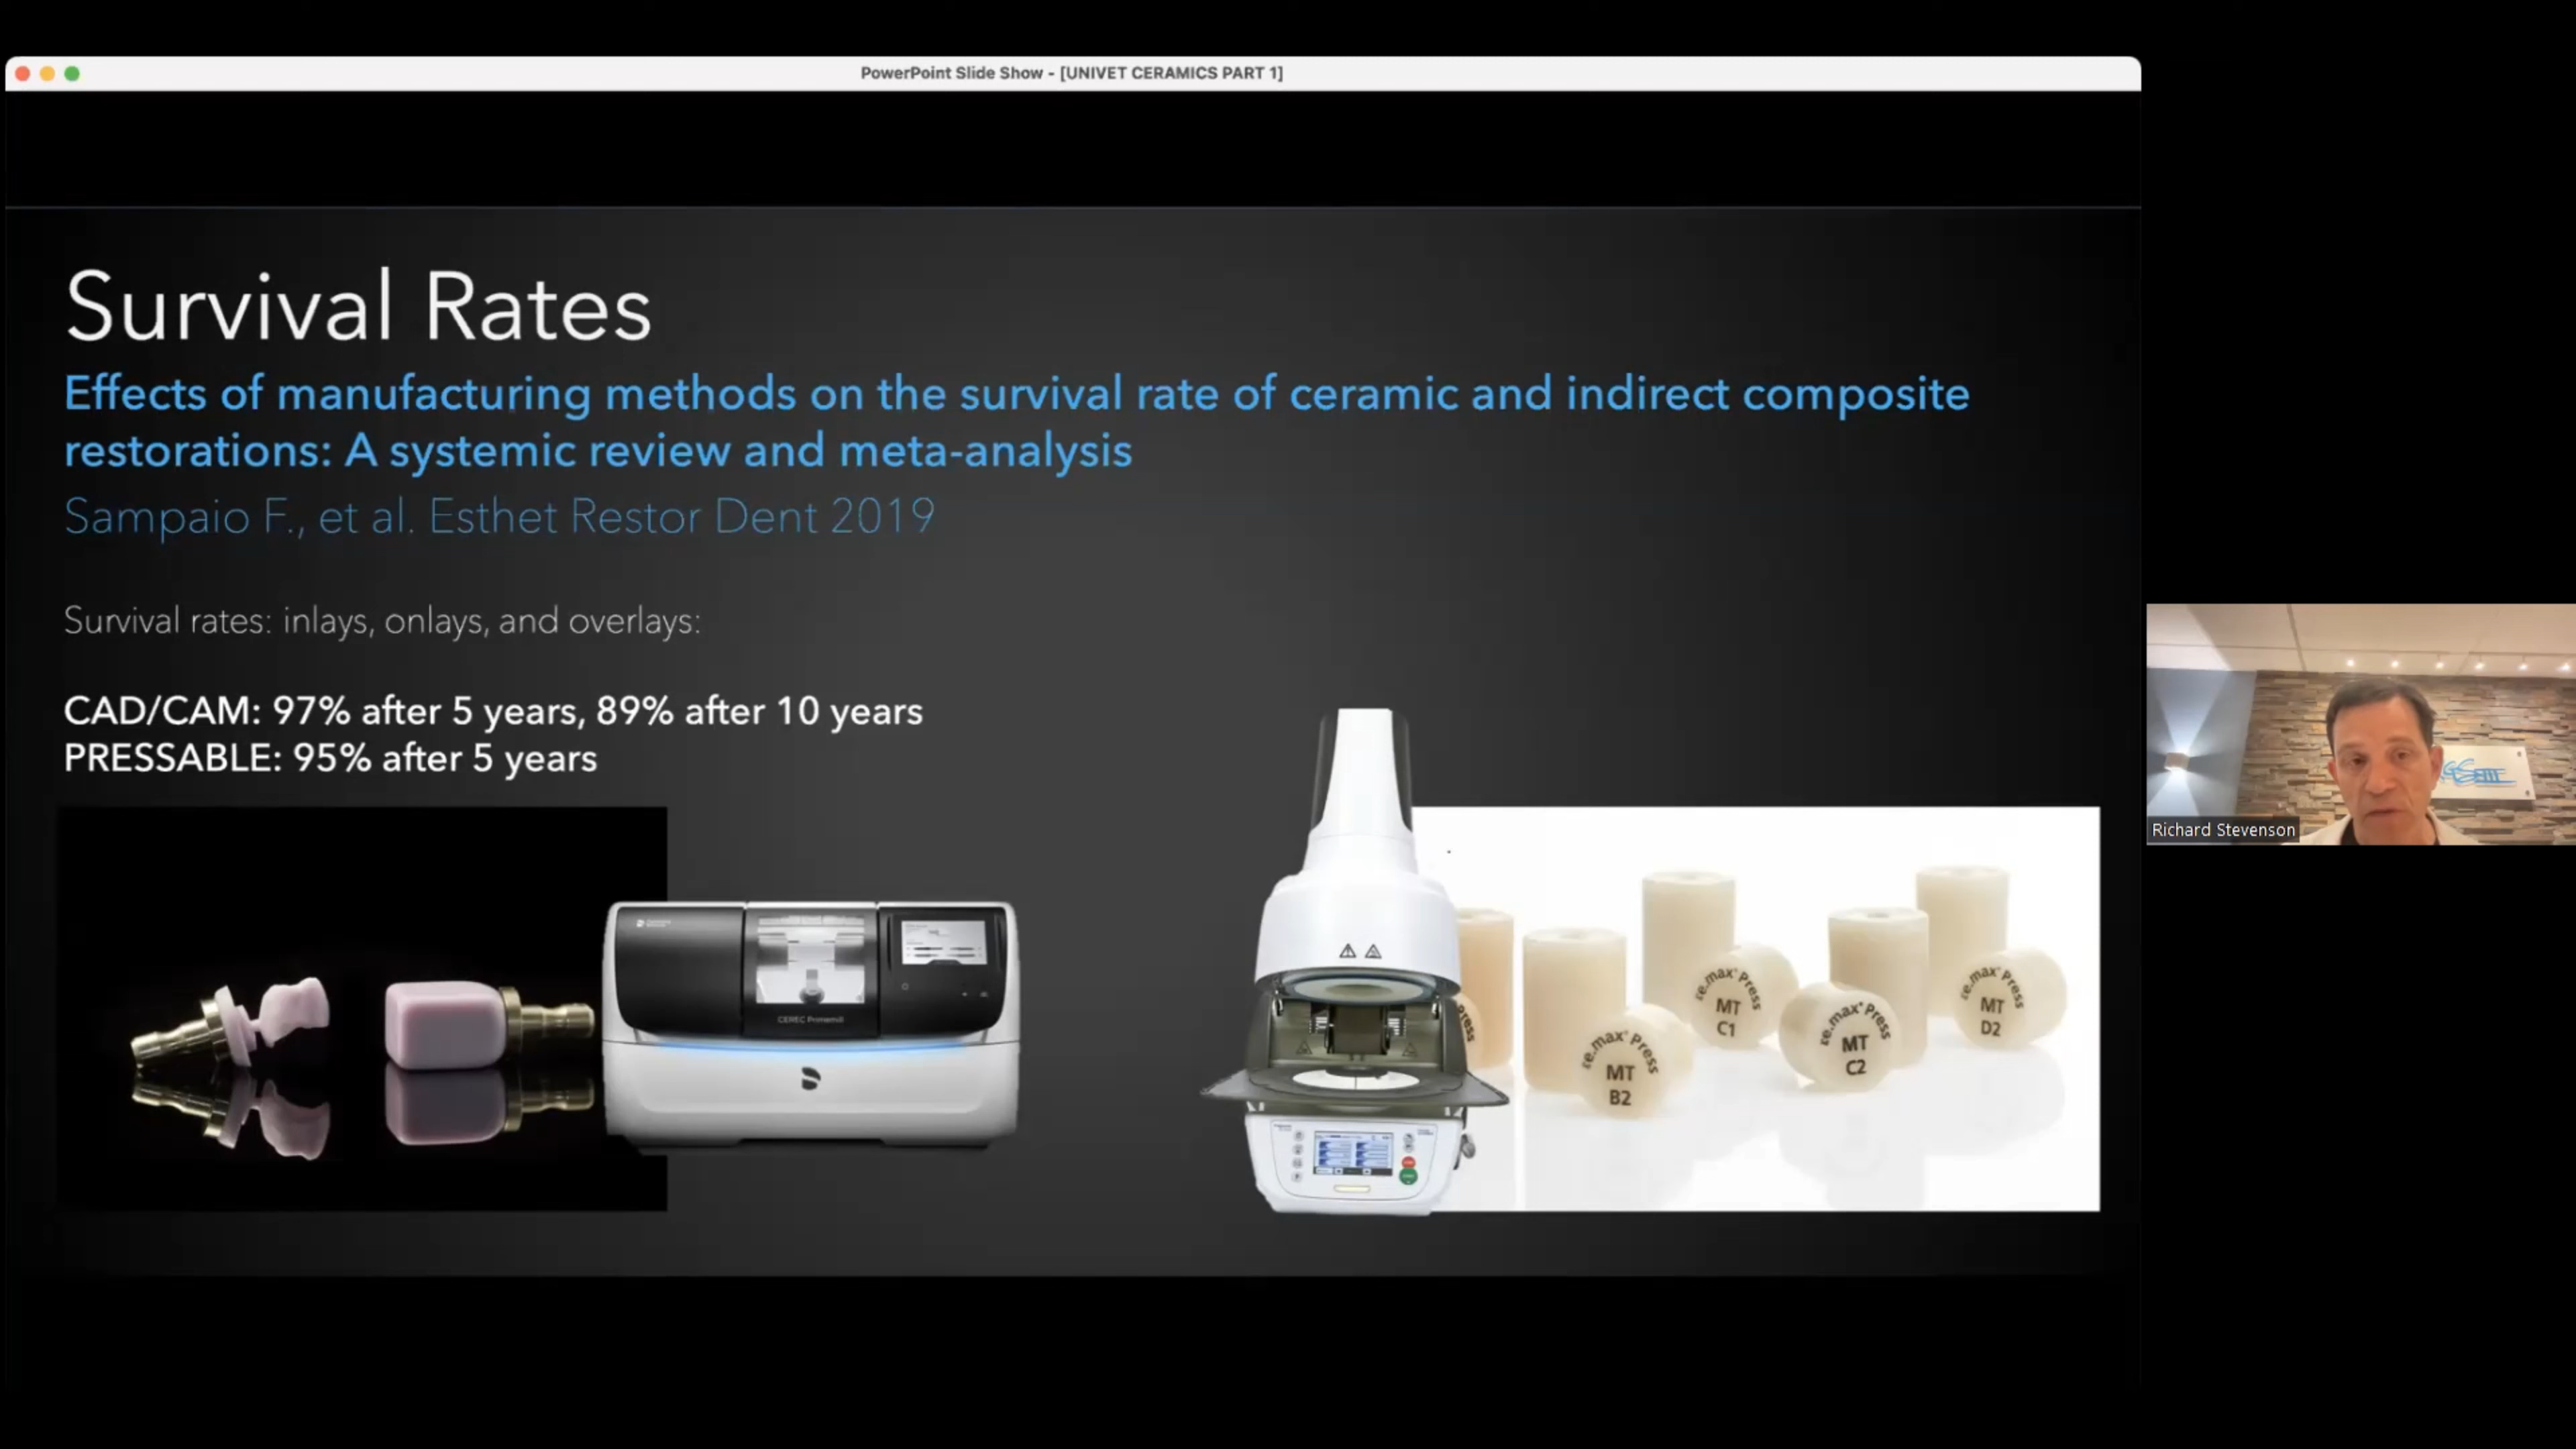 PowerPoint Slide Show - [UNIVET CERAMICS PART 1]
Survival Rates
Effects of manufacturing methods on the survival rate of ceramic and indirect composite
restorations: A systemic review and meta-analysis
Sampaio F., et al. Esthet Restor Dent 2019
Survival rates: inlays, onlays, and overlays:
CAD/CAM: 97% after 5 years, 89% after 10 years
PRESSABLE: 95% after 5 years
CEREC Primemill
Press
e.max® Press
MT
B2
e.max® Press
MT
C1
e.max® Press
MT
C2
e.max® Press
MT
D2
Richard Stevenson